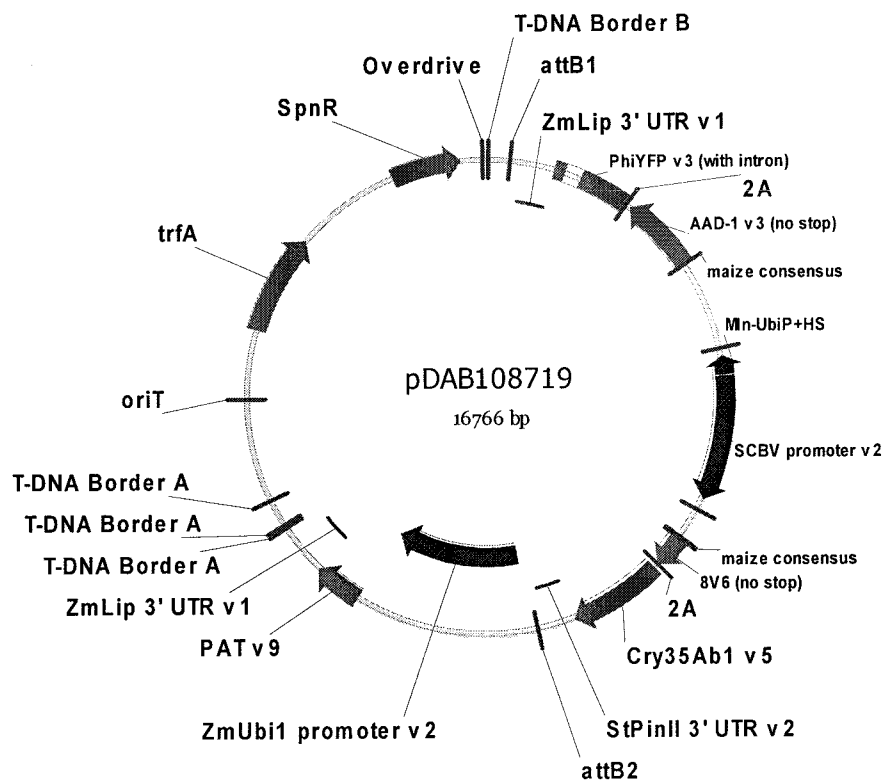 T-DNA Border B
Overdrive
attB1
SpnR
ZmLip 3' UTR v1
PhiYFP v3 (with intron)
2A
AAD-1 v3 (no stop)
trfA
maize consensus
Min-UbiP+HS
pDAB108719
16766 bp
oriT
SCBV promoter v2
T-DNA Border A
T-DNA Border A
T-DNA Border A
maize consensus
8V6 (no stop)
2A
ZmLip 3' UTR v1
PAT v9
Cry35Ab1 v5
ZmUbi1 promoter v2
StPinII 3' UTR v2
attB2